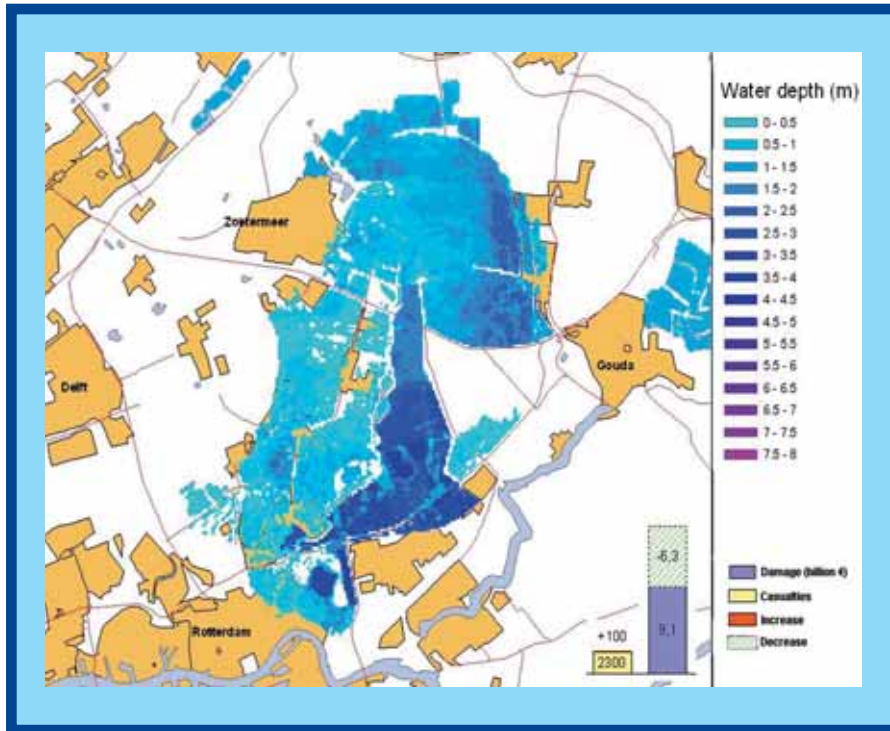 Water depth (m)
0 - 0.5
0.5 - 1
1 - 1.5
1.5 - 2
2 - 2.5
2.5 - 3
3 - 3.5
3.5 - 4
4 - 4.5
4.5 - 5
5 - 5.5
5.5 - 6
6 - 6.5
6.5 - 7
7 - 7.5
7.5 - 8
Zoetermeer
Gouda
Delft
Rotterdam
-6,3
9,1
+100
2300
Damage (billion €)
Casualties
Increase
Decrease